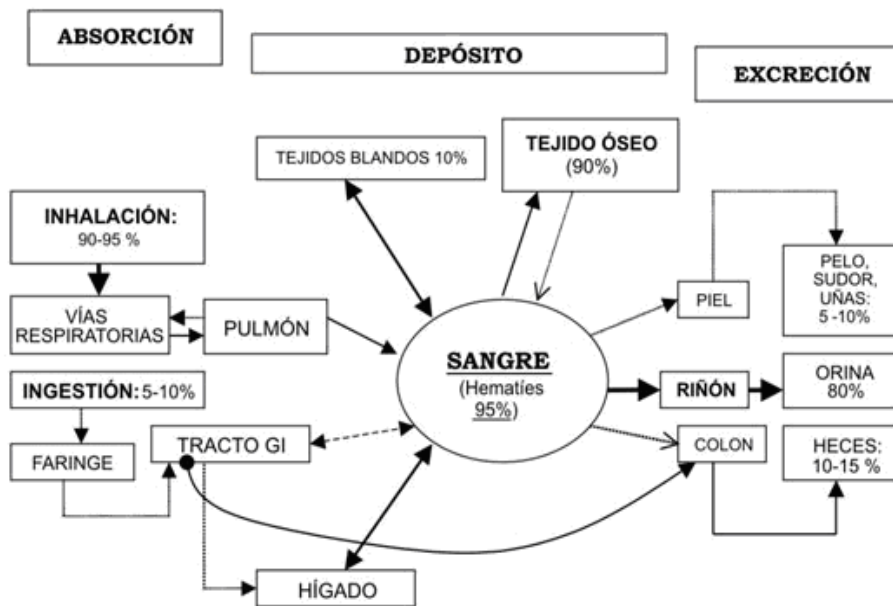 ABSORCIÓN
DEPÓSITO
EXCRECIÓN
TEJIDOS BLANDOS 10%
TEJIDO ÓSEO
(90%)
INHALACIÓN:
90-95 %
VÍAS
RESPIRATORIAS
PULMÓN
INGESTIÓN: 5-10%
FARINGE
TRACTO GI
HÍGADO
SANGRE
(Hematíes
95%)
PIEL
PELO,
SUDOR,
UÑAS:
5 -10%
RIÑÓN
ORINA
80%
COLON
HECES:
10-15 %